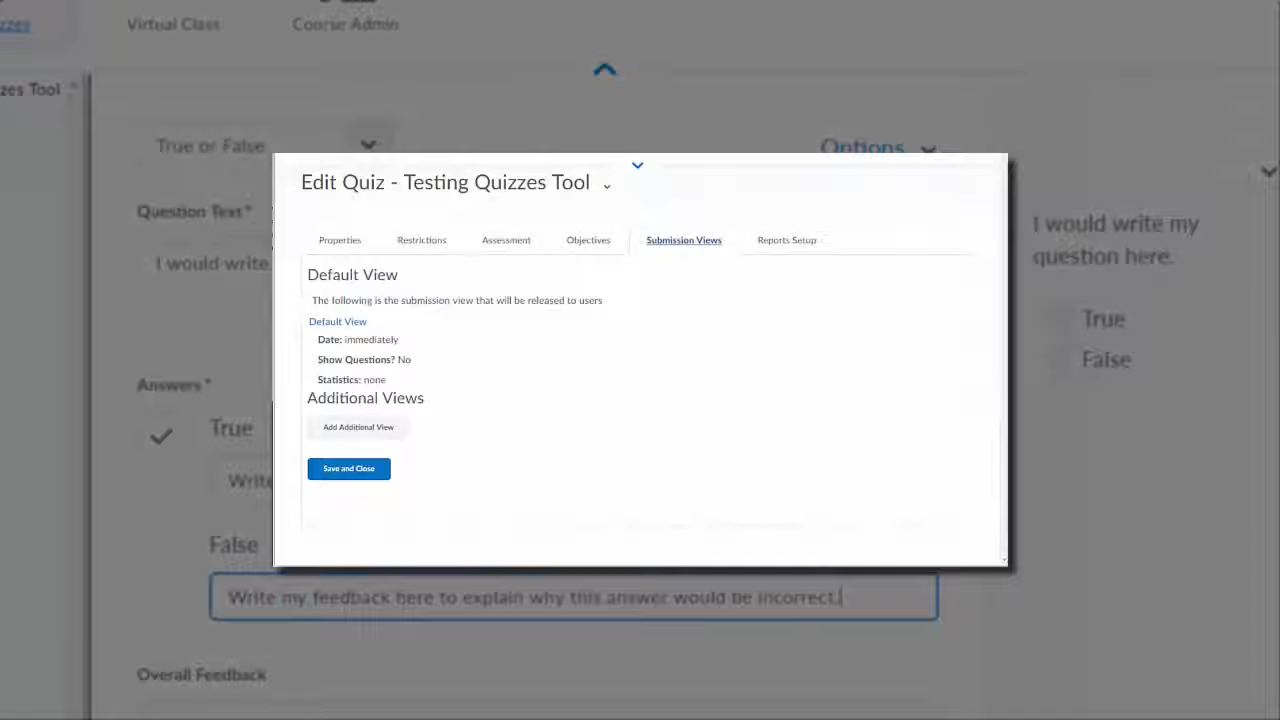 zzes
Virtual Class
Course Admin
zes Tool
True or False
Options
Question Text*
I would write
I would write my
question here.
True
False
Answers *
True
Write
False
Write my feedback here to explain why this answer would be incorrect.
Overall Feedback
Edit Quiz - Testing Quizzes Tool
Properties
Restrictions
Assessment
Objectives
Submission Views
Reports Setup
Default View
The following is the submission view that will be released to users
Default View
Date: immediately
Show Questions? No
Statistics: none
Additional Views
Add Additional View
Save and Close